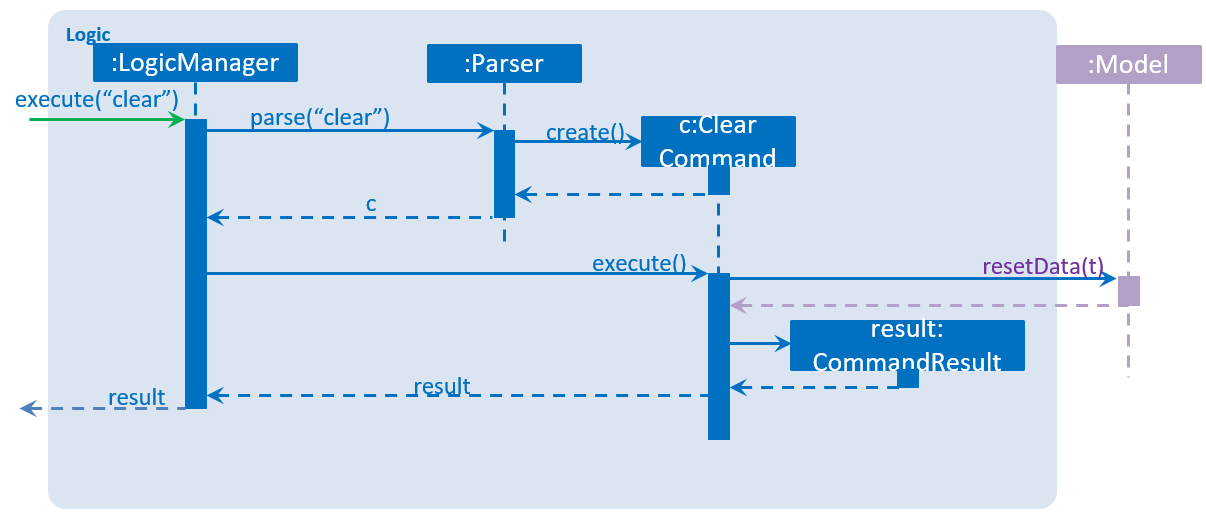 Logic
:LogicManager
:Parser
:Model
execute(“clear”)
parse(“clear”)
create()
c:Clear
Command
c
execute()
resetData(t)
result:
CommandResult
result
result